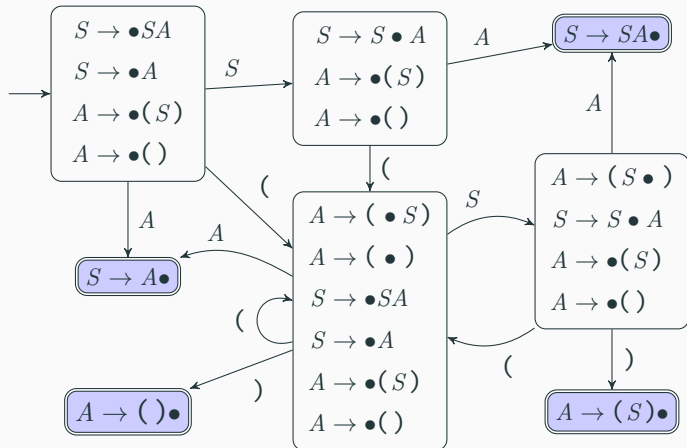 S → •SA
S → •A
A → •(S)
A → •()
S
S → S • A
A → •(S)
A → •()
A
S → SA•
A
(
(
A
S → A•
A
A → ( • S)
A → ( • )
S → •SA
S → •A
A → •(S)
A → •()
(
)
A → ()•
S
A → (S • )
S → S • A
A → •(S)
A → •()
(
)
A → (S)•